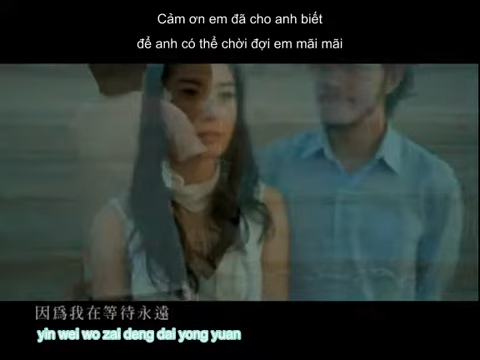 Cảm ơn em đã cho anh biết
để anh có thể chời đợi em mãi mãi
因爲我在等待永遠
yin wei wo zai deng dai yong yuan